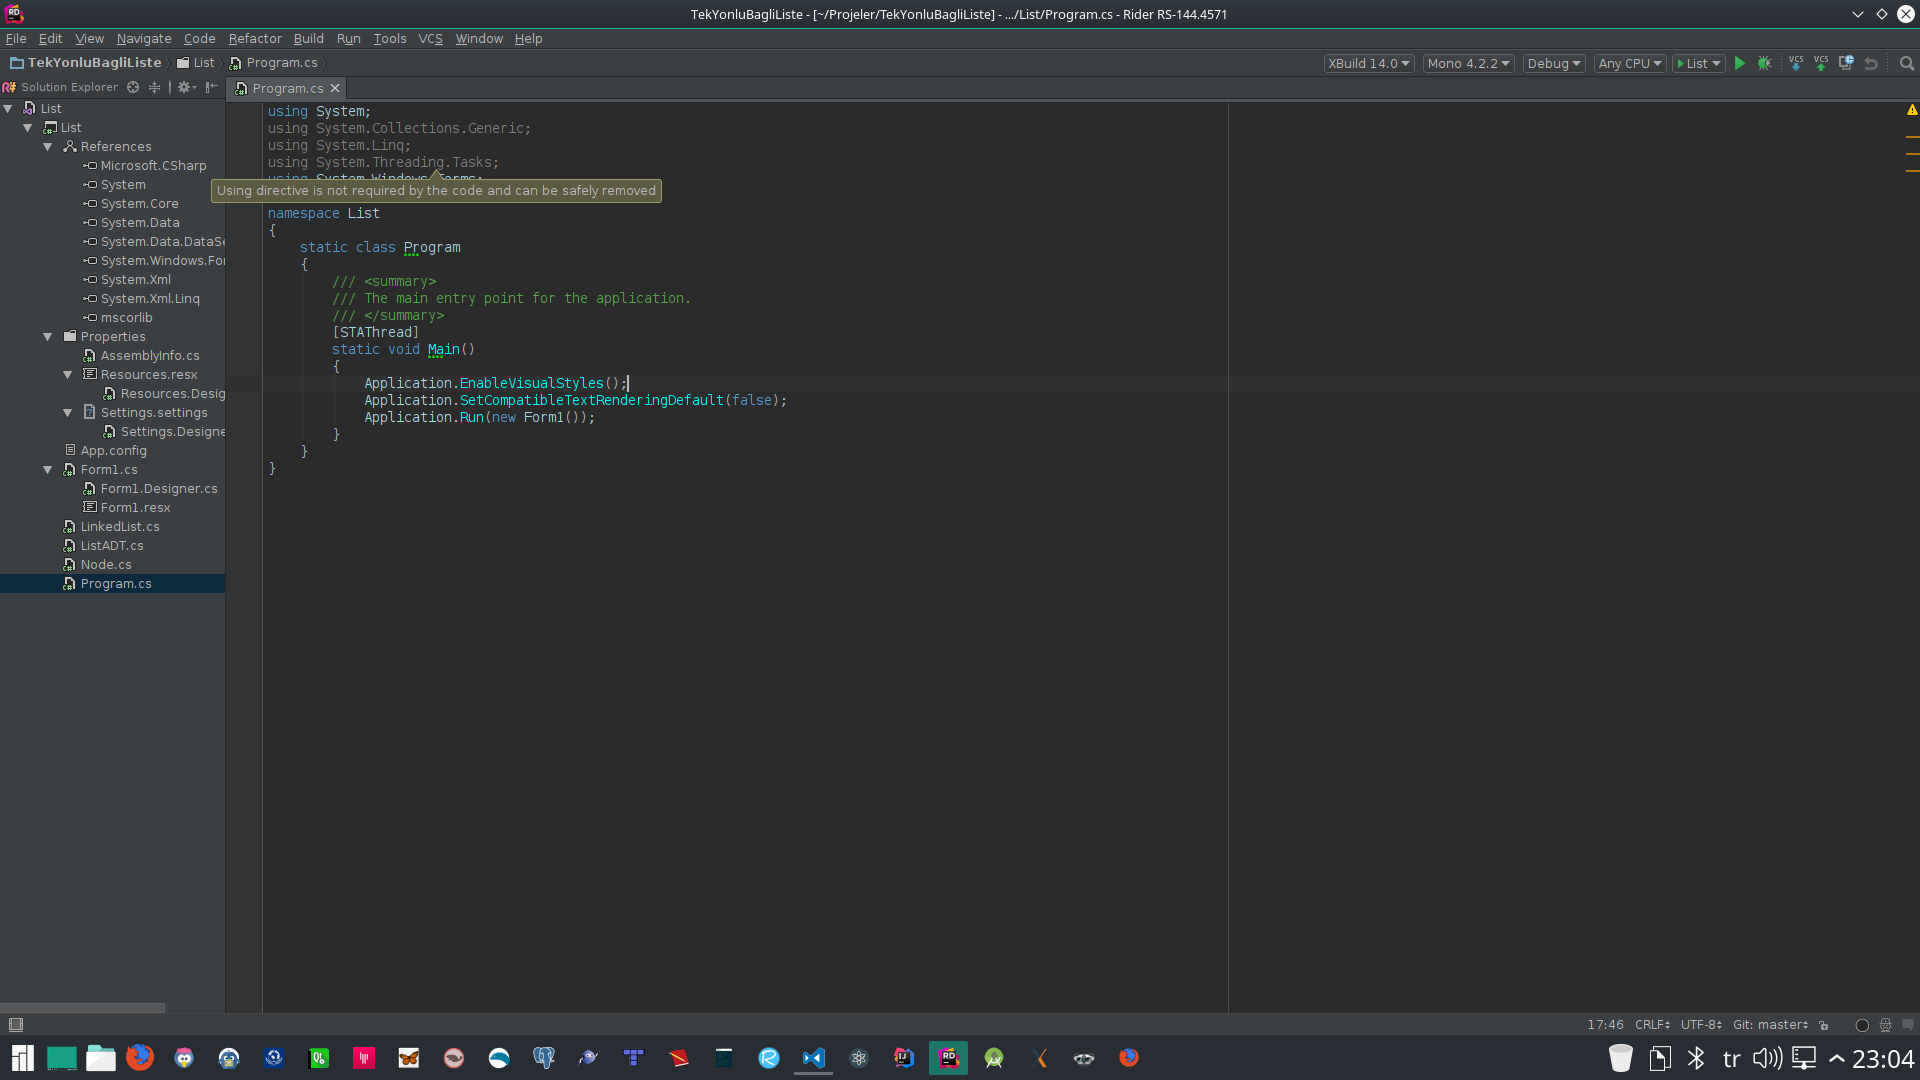 TekYonluBagliListe - [~/Projeler/TekYonluBagliListe] - .../List/Program.cs - Rider RS-144.4571
File Edit View Navigate Code Refactor Build Run Tools VCS Window Help
TekYonluBagliListe List Program.cs
XBuild 14.0 Mono 4.2.2 Debug Any CPU List VCS VCS
Solution Explorer
Program.cs
List
List
References
Microsoft.CSharp
System
System.Core
System.Data
System.Data.DataSe
System.Windows.For
System.Xml
System.Xml.Linq
mscorlib
Properties
AssemblyInfo.cs
Resources.resx
Resources.Desig
Settings.settings
Settings.Designe
App.config
Form1.cs
Form1.Designer.cs
Form1.resx
LinkedList.cs
ListADT.cs
Node.cs
Program.cs
using System;
using System.Collections.Generic;
using System.Linq;
using System.Threading.Tasks;
using System.Windows.Forms;
Using directive is not required by the code and can be safely removed
namespace List
{
static class Program
{
/// <summary>
/// The main entry point for the application.
/// </summary>
[STAThread]
static void Main()
{
Application.EnableVisualStyles();
Application.SetCompatibleTextRenderingDefault(false);
Application.Run(new Form1());
}
}
}
17:46 CRLF UTF-8 Git: master
tr 23:04